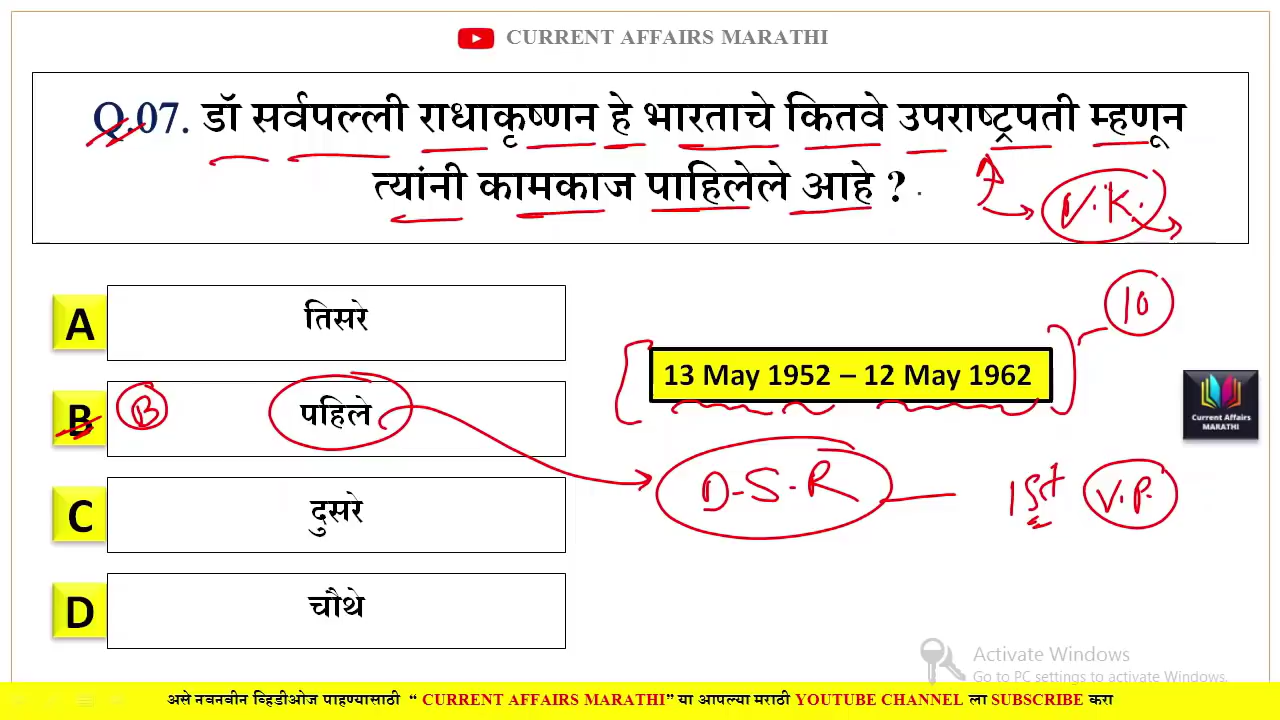 CURRENT AFFAIRS MARATHI
Q.07. डॉ सर्वपल्ली राधाकृष्णन हे भारताचे कितवे उपराष्ट्रपती म्हणून
त्यांनी कामकाज पाहिलेले आहे ?
V.K.
A तिसरे
10
13 May 1952 – 12 May 1962
B B पहिले
Current Affairs
MARATHI
D-S-R 1st V.P.
C दुसरे
D चौथे
Activate Windows
Go to PC settings to activate Windows.
असे नवनवीन व्हिडीओज पाहण्यासाठी “ CURRENT AFFAIRS MARATHI” या आपल्या मराठी YOUTUBE CHANNEL ला SUBSCRIBE करा